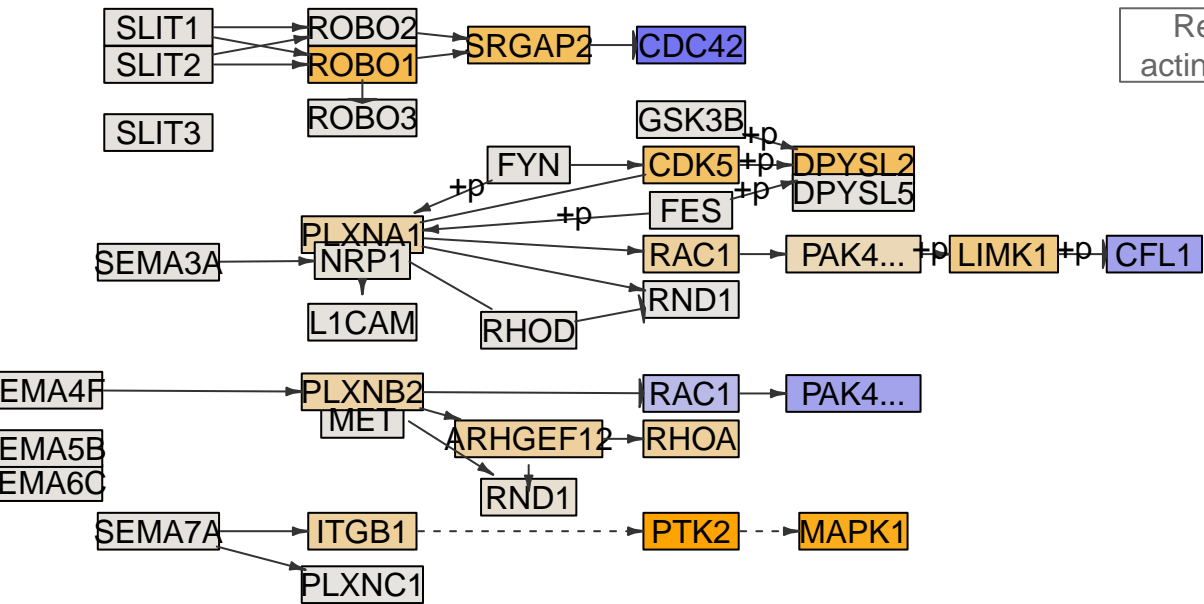 SLIT1
ROBO2
SRGAP2
CDC42
Re
SLIT2
ROBO1
actin
SLIT3
ROBO3
GSK3B
+p
FYN
CDK5
+p
DPYSL2
+p
+p
DPYSL5
FES
+p
PLXNA1
SEMA3A
NRP1
RAC1
PAK4...
+p
LIMK1
+p
CFL1
RND1
L1CAM
RHOD
EMA4F
PLXNB2
RAC1
PAK4...
MET
EMA5B
ARHGEF12
RHOA
EMA6C
RND1
SEMA7A
ITGB1
PTK2
MAPK1
PLXNC1